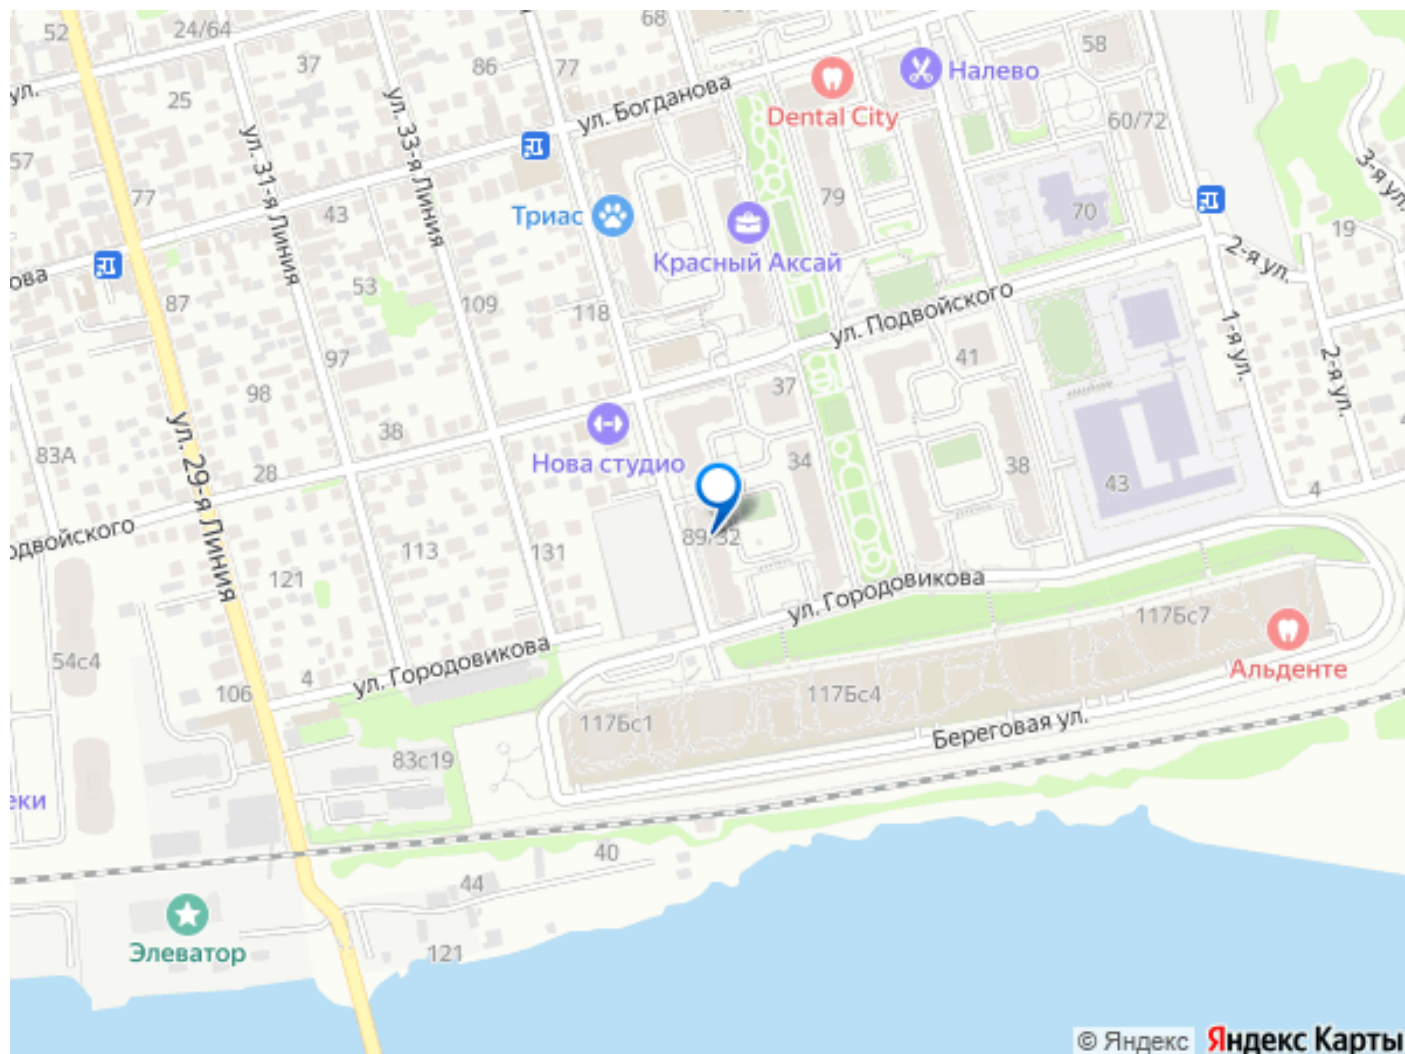 52
24/64
68
58
37
86
77
ул.
25
ул. Богданова
Налево
Dental City
60/72
ул. 31-я Линия
ул. 33-я Линия
57
77
3-я ул.
43
Триас
79
70
19
Красный Аксай
2-я ул.
ова
53
87
109
118
ул. Подвойского
1-я ул.
97
41
2-я ул.
98
37
ул. 29-я Линия
38
83А
28
Нова студио
34
38
43
4
одвойского
113
131
89/32
121
ул. Городовикова
117Бс7
54с4
ул. Городовикова
Альденте
106
4
117Бс4
117Бс1
Береговая ул.
83с19
еки
40
44
Элеватор
121
© Яндекс Яндекс Карты